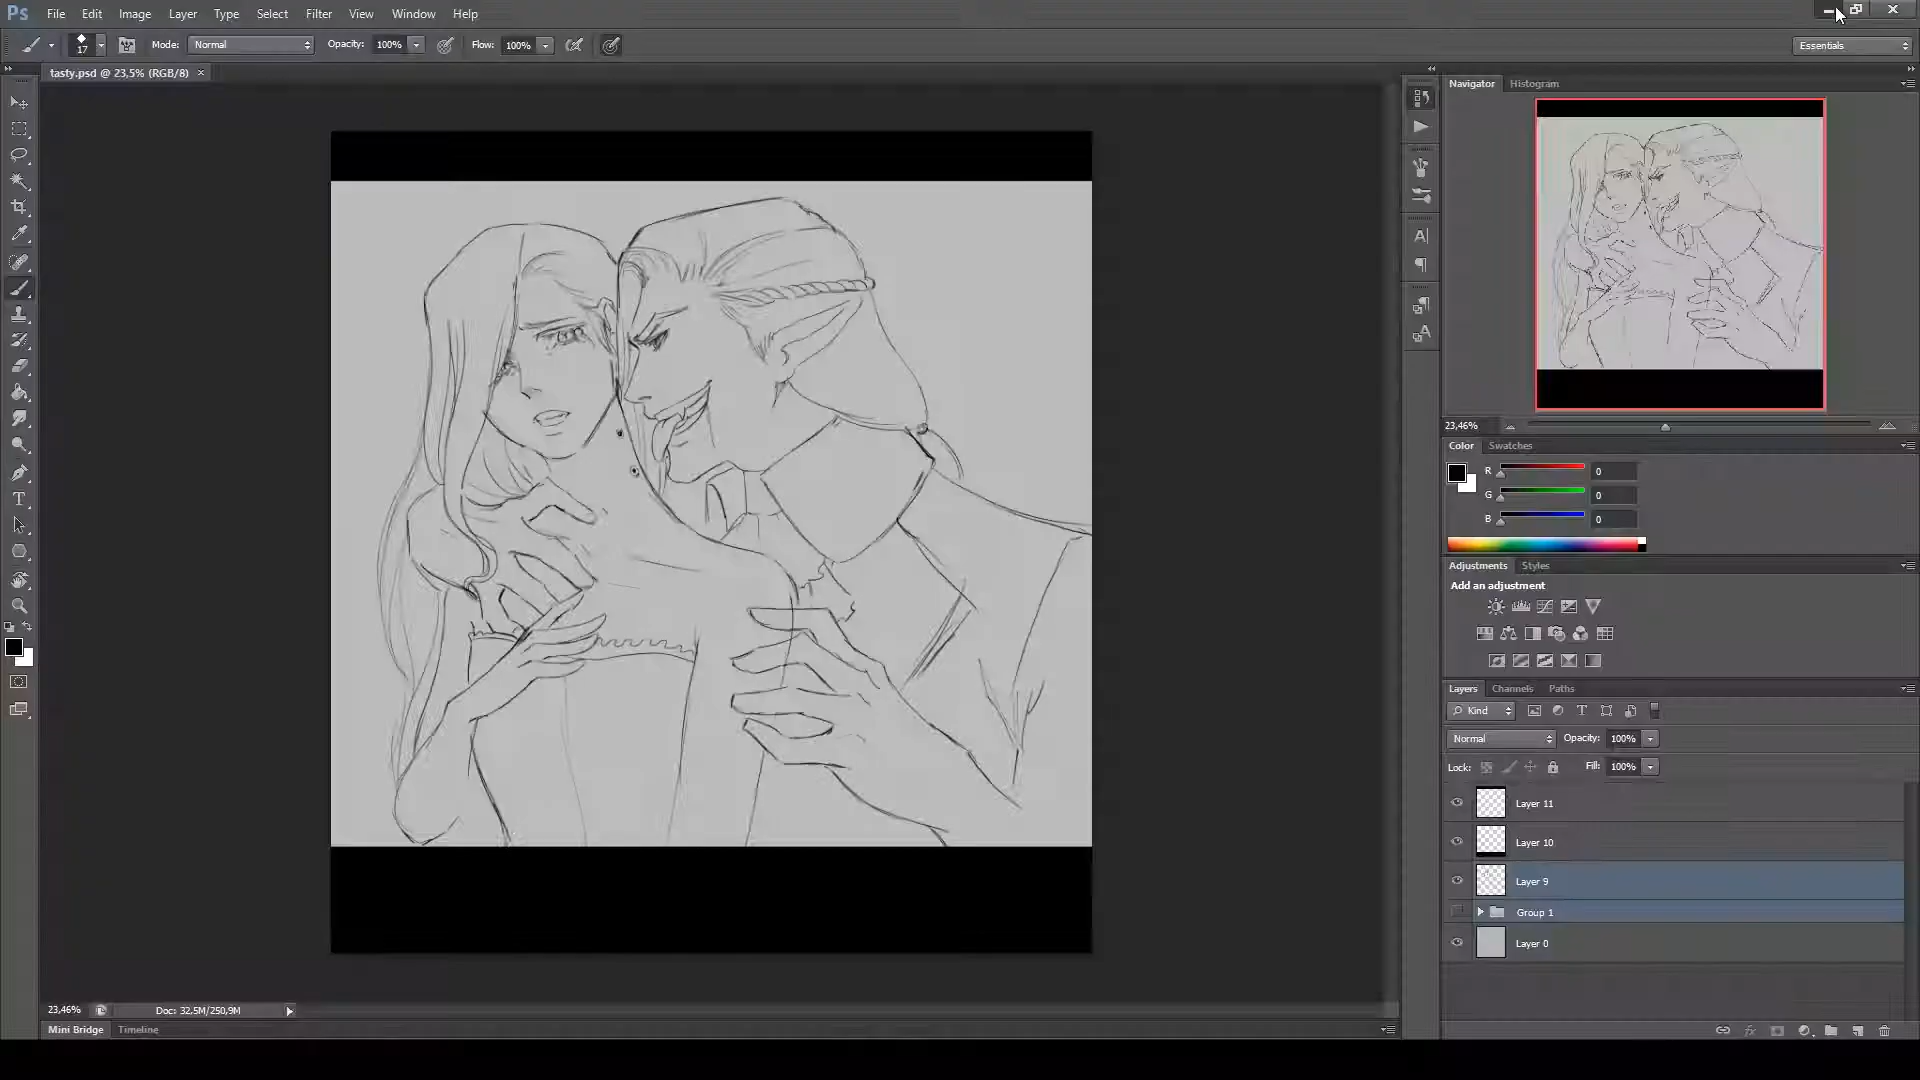 Ps File Edit Image Layer Type Select Filter View Window Help
17 Mode: Normal Opacity: 100% Flow: 100% Essentials
tasty.psd @ 23,5% (RGB/8) ×
Navigator Histogram
23,46%
Color Swatches
R 0
G 0
B 0
Adjustments Styles
Add an adjustment
Layers Channels Paths
Kind
Normal Opacity: 100%
Lock: Fill: 100%
Layer 11
Layer 10
Layer 9
Group 1
Layer 0
23,46% Doc: 32,5M/250,9M
Mini Bridge Timeline